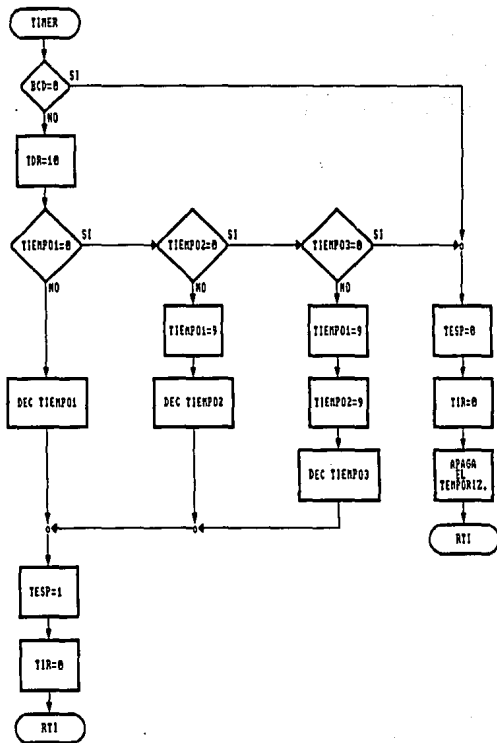 TIMER
BCD=0
SI
NO
TDR=10
TIEMPO1=0
SI
TIEMPO2=0
SI
TIEMPO3=0
SI
NO
NO
NO
TIEMPO1=9
TIEMPO1=9
TESP=0
DEC TIEMPO1
DEC TIEMPO2
TIEMPO2=9
TIR=0
DEC TIEMPO3
APAGA
EL
TEMPORIZ.
RTI
TESP=1
TIR=0
RTI